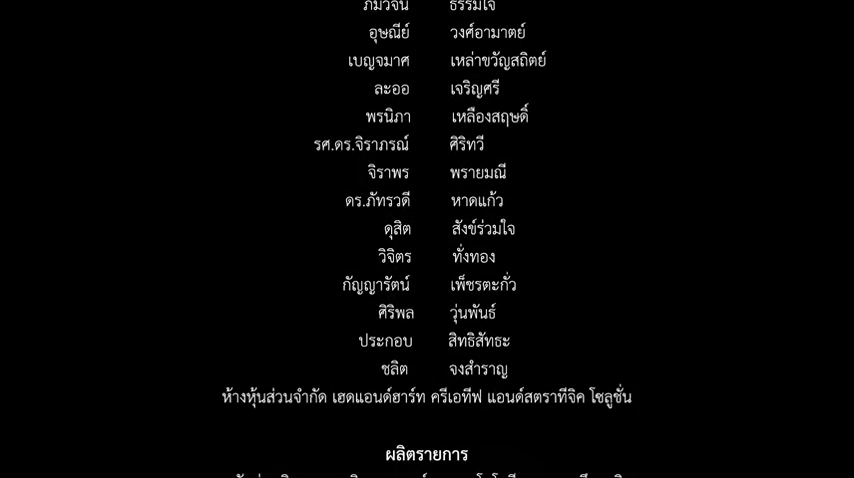 ภมวจน ธรรมใจ
อุษณีย์ วงศ์อามาตย์
เบญจมาศ เหล่าขวัญสถิตย์
ละออ เจริญศรี
พรนิภา เหลืองสฤษดิ์
รศ.ดร.จิราภรณ์ ศิริทวี
จิราพร พรายมณี
ดร.ภัทรวดี หาดแก้ว
ดุสิต สังข์ร่วมใจ
วิจิตร ทั่งทอง
กัญญารัตน์ เพ็ชรตะกั่ว
ศิริพล วุ่นพันธ์
ประกอบ สิทธิสัทธะ
ชลิต จงสำราญ
ห้างหุ้นส่วนจำกัด เฮดแอนด์ฮาร์ท ครีเอทีฟ แอนด์สตราทีจิค โซลูชั่น
ผลิตรายการ